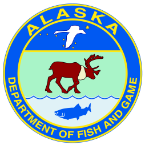 ALASKA
DEPARTMENT OF FISH AND GAME